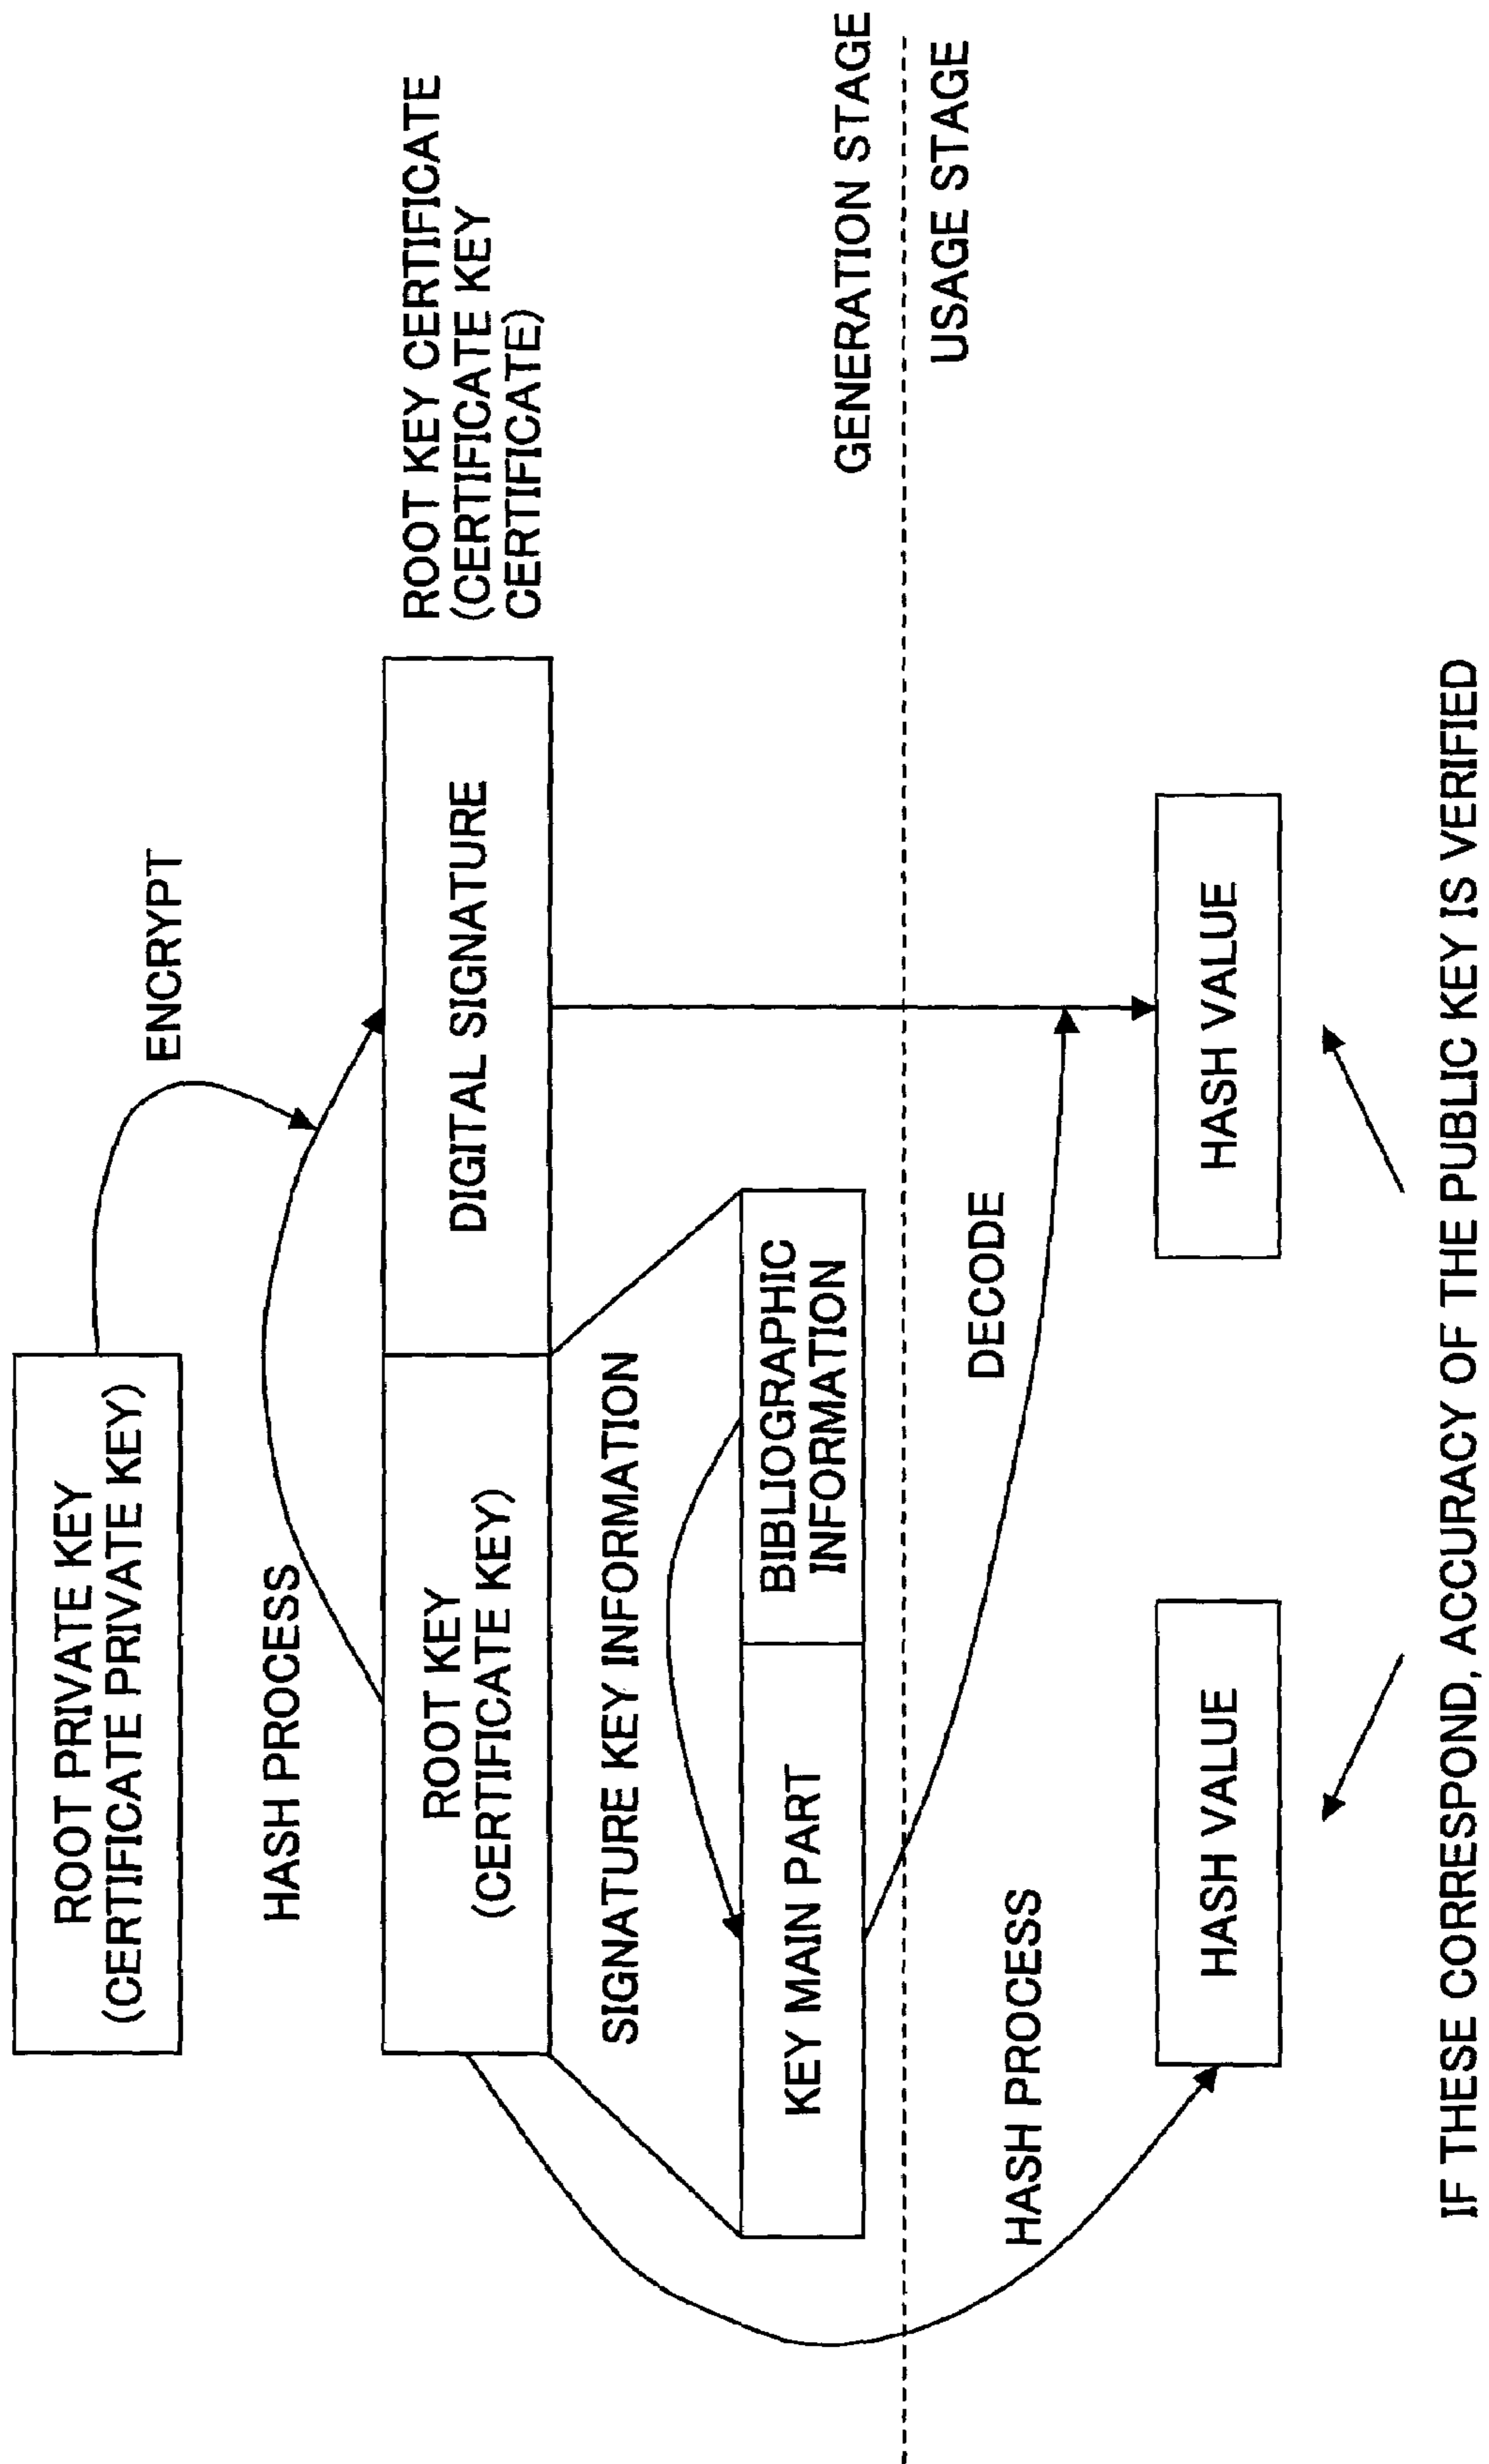 ROOT PRIVATE KEY
(CERTIFICATE PRIVATE KEY)
ENCRYPT
HASH PROCESS
ROOT KEY
(CERTIFICATE KEY)
DIGITAL SIGNATURE
ROOT KEY CERTIFICATE
(CERTIFICATE KEY
CERTIFICATE)
SIGNATURE KEY INFORMATION
KEY MAIN PART
BIBLIOGRAPHIC
INFORMATION
GENERATION STAGE
USAGE STAGE
DECODE
HASH PROCESS
HASH VALUE
HASH VALUE
IF THESE CORRESPOND, ACCURACY OF THE PUBLIC KEY IS VERIFIED